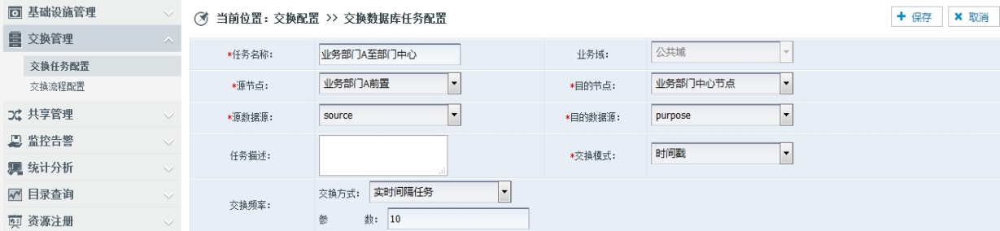 基础设施管理
交换管理
交换任务配置
交换流程配置
共享管理
监控告警
统计分析
目录查询
资源注册
当前位置：交换配置 >> 交换数据库任务配置
保存 取消
*任务名称： 业务部门A至部门中心 业务域： 公共域
*源节点： 业务部门A前置 *目的节点： 业务部门中心节点
*源数据源： source *目的数据源： purpose
任务描述： *交换模式： 时间戳
交换频率： 交换方式： 实时间隔任务
参 数： 10